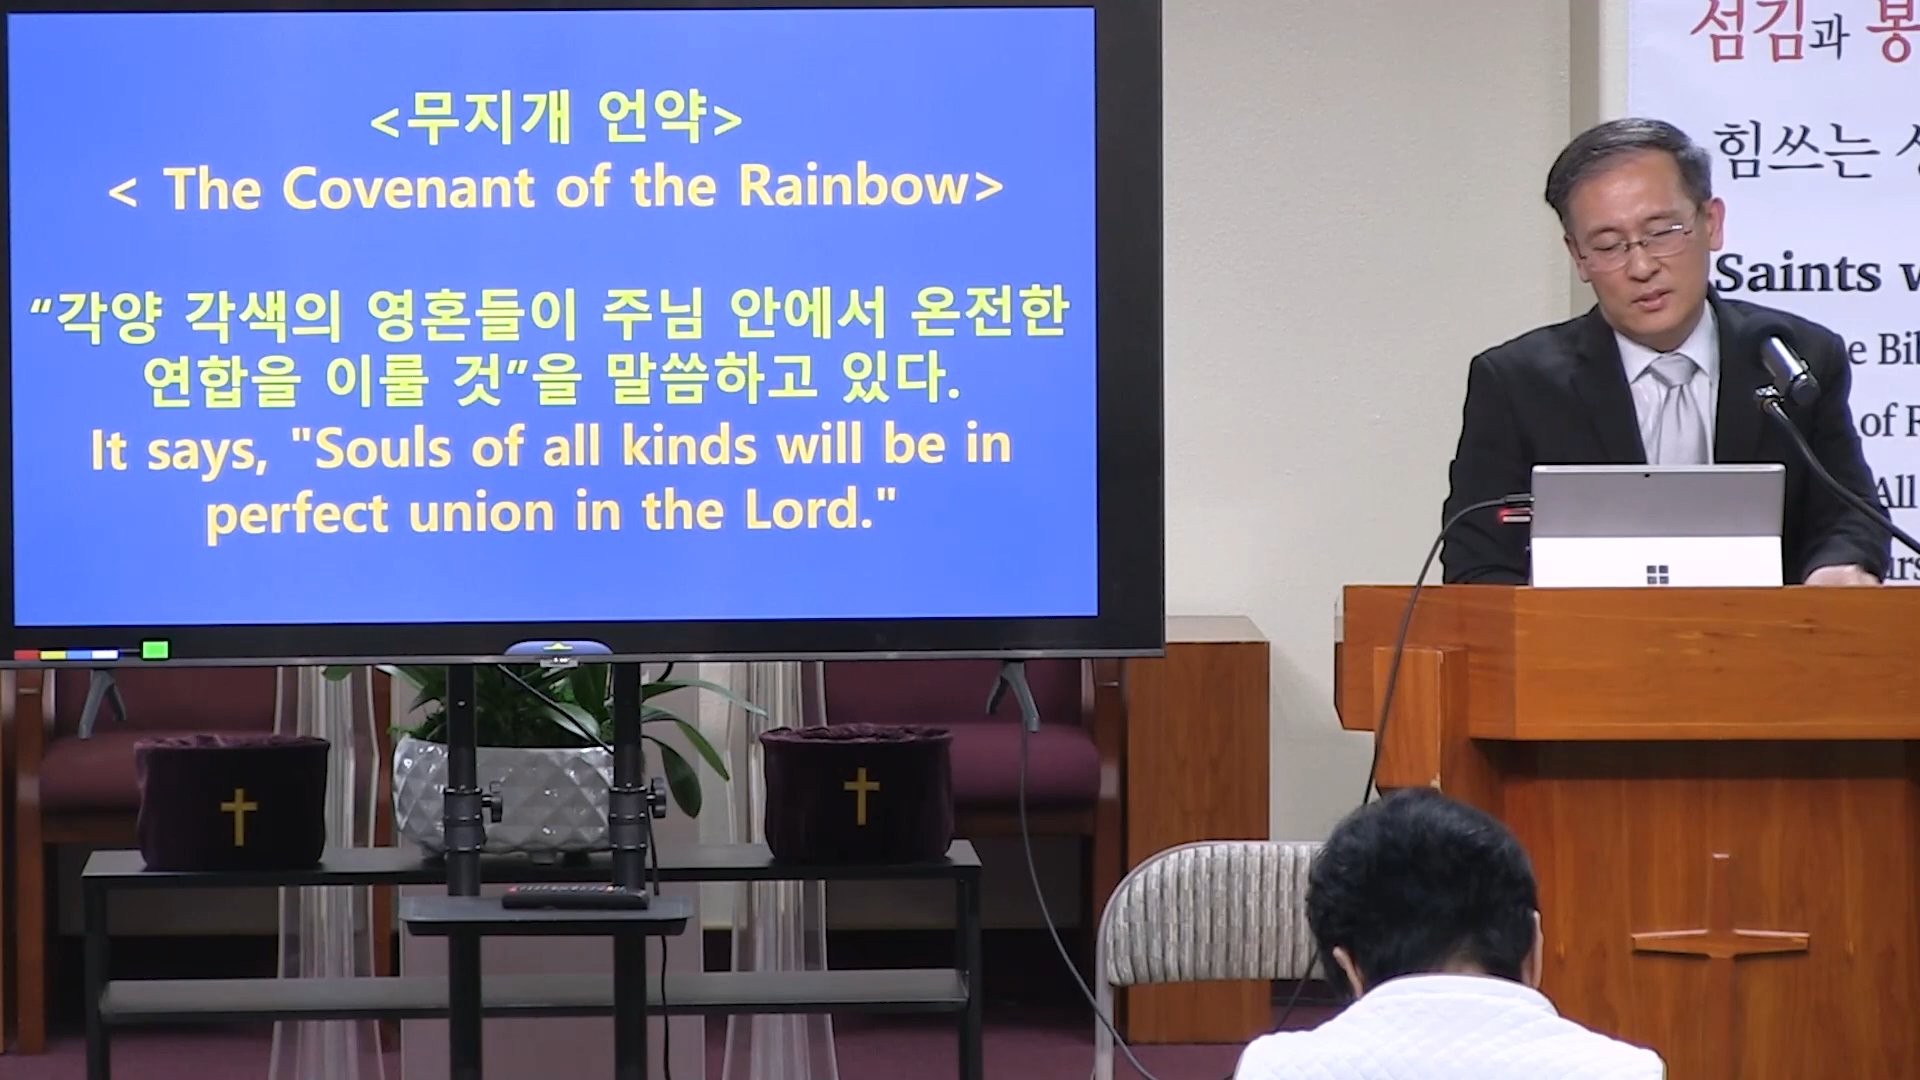 <무지개 언약>
< The Covenant of the Rainbow>
“각양 각색의 영혼들이 주님 안에서 온전한
연합을 이룰 것”을 말씀하고 있다.
It says, "Souls of all kinds will be in
perfect union in the Lord."
섬김과
힘쓰는
Saints
of
All